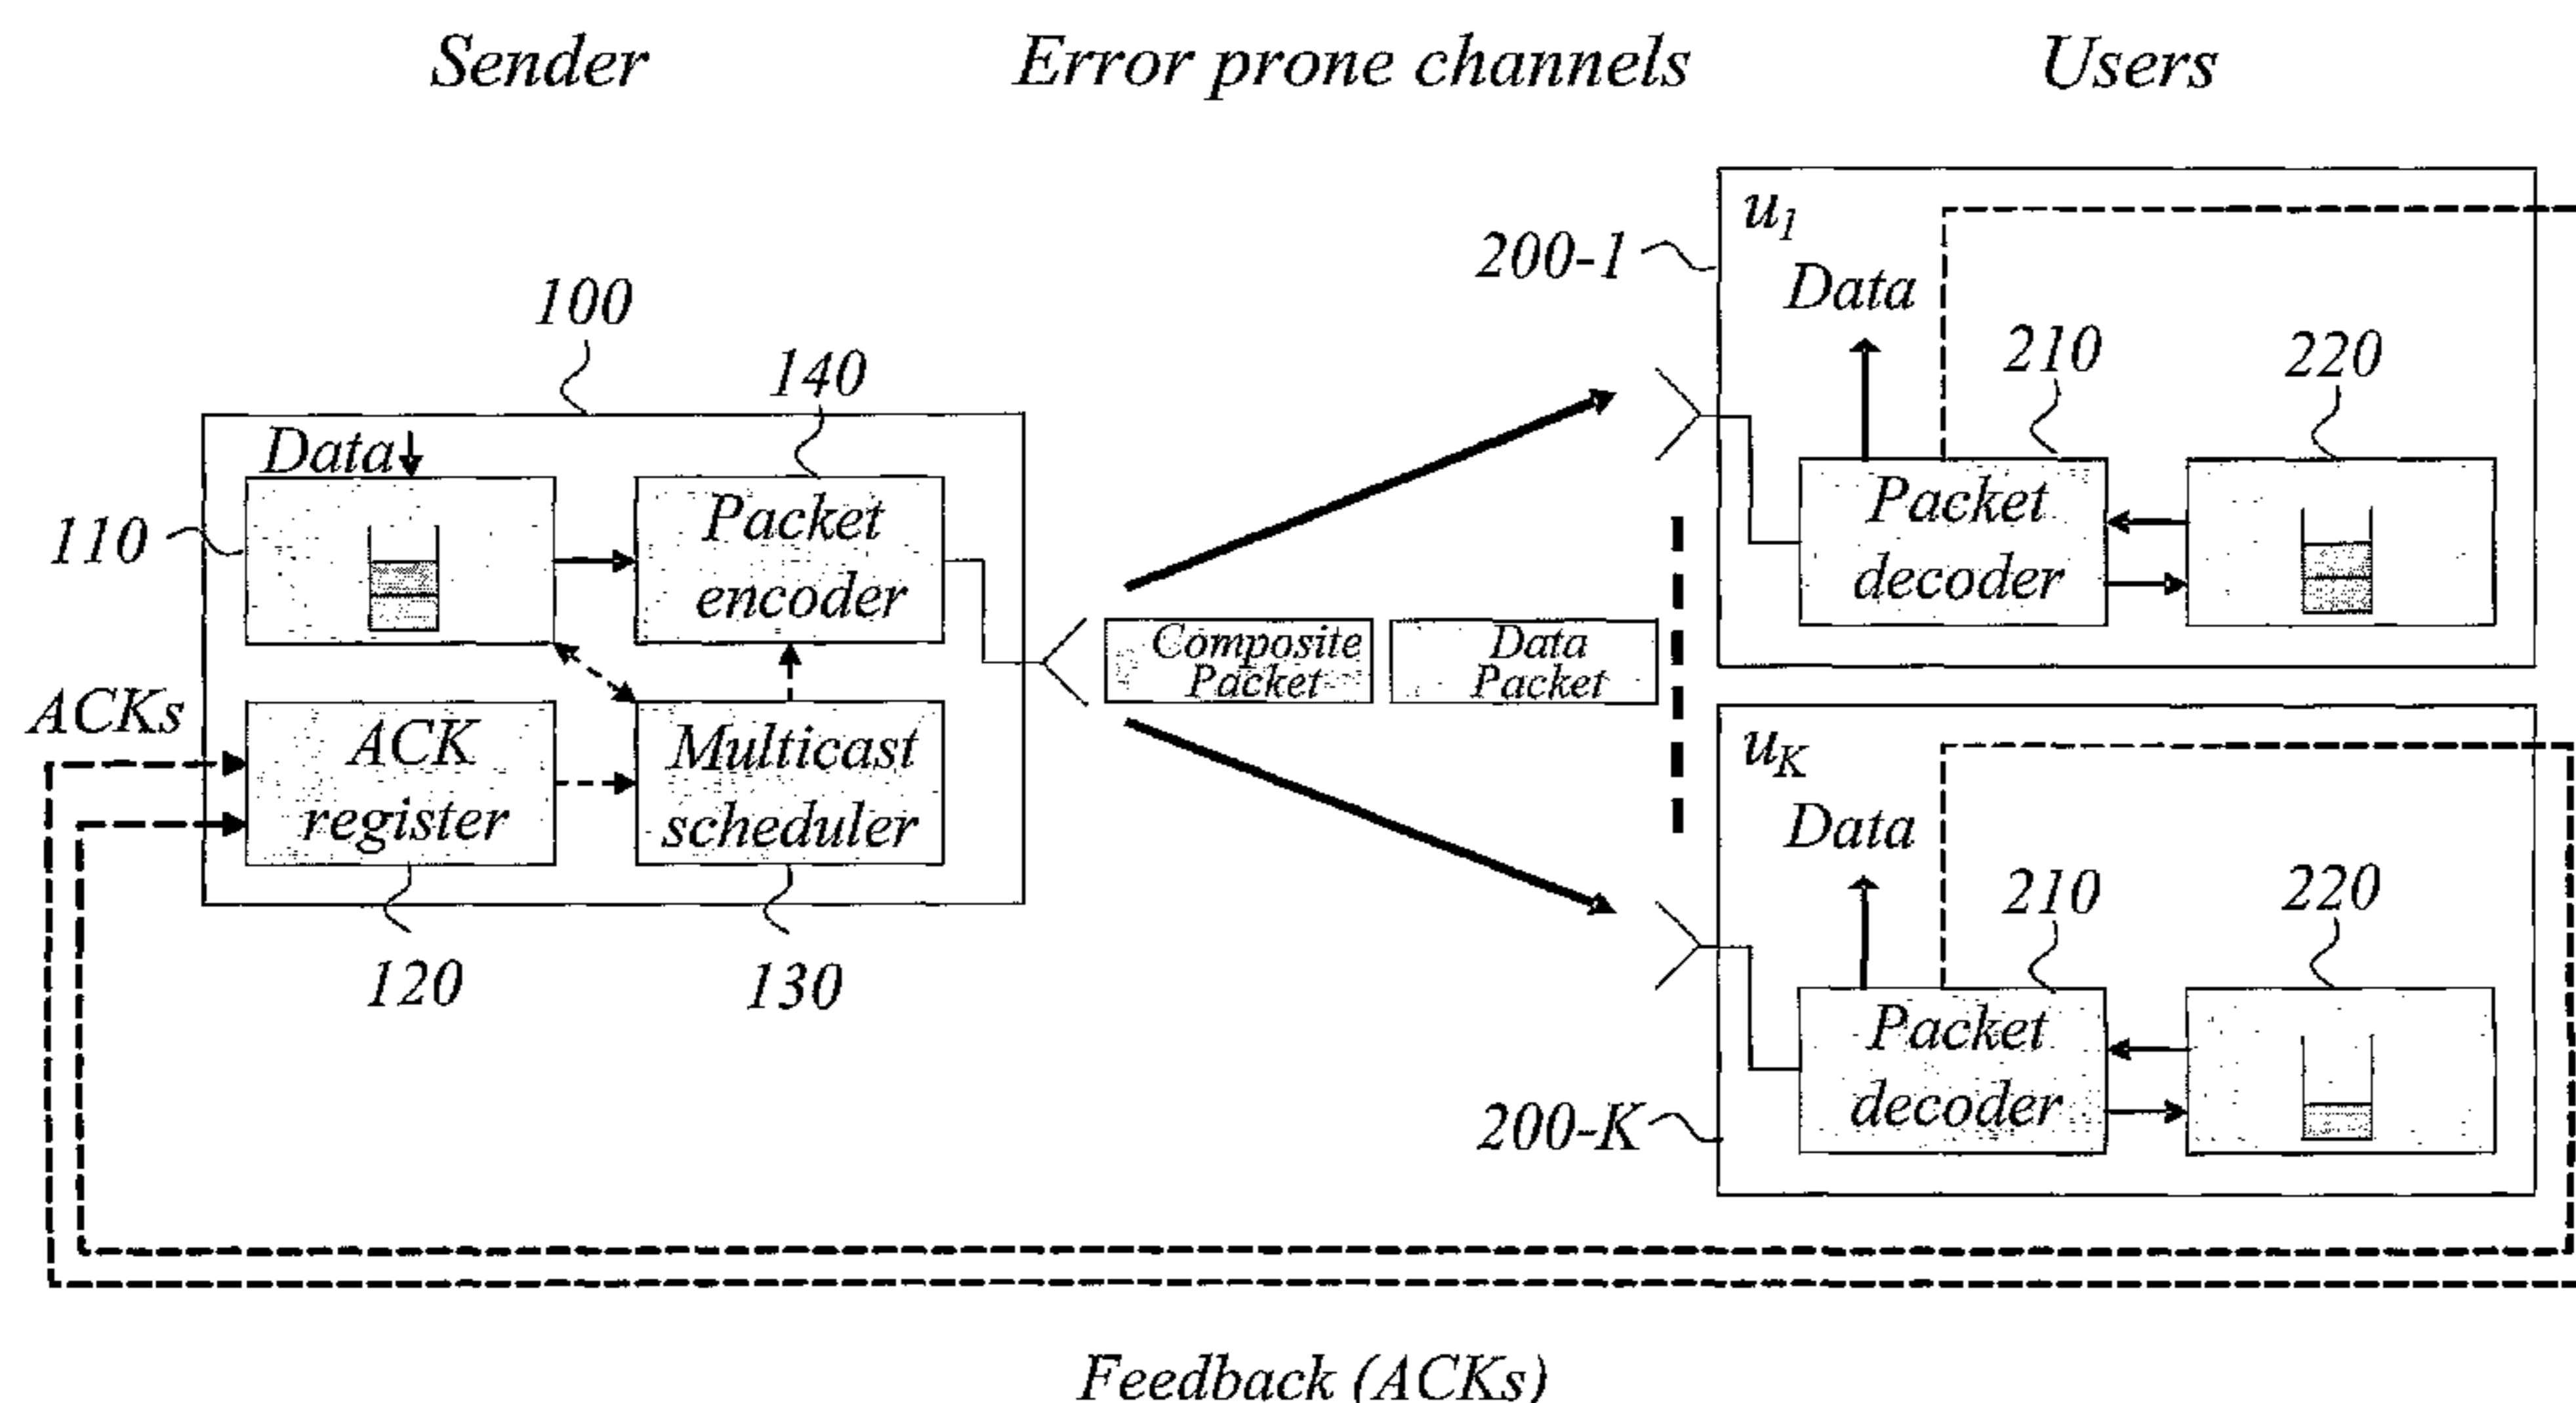 Sender
Error prone channels
Users
100
140
Data
110
Packet
encoder
ACKs
ACK
register
Multicast
scheduler
120
130
Composite
Packet
Data
Packet
u1
200-1
Data
210
220
Packet
decoder
uK
Data
210
220
Packet
decoder
200-K
Feedback (ACKs)